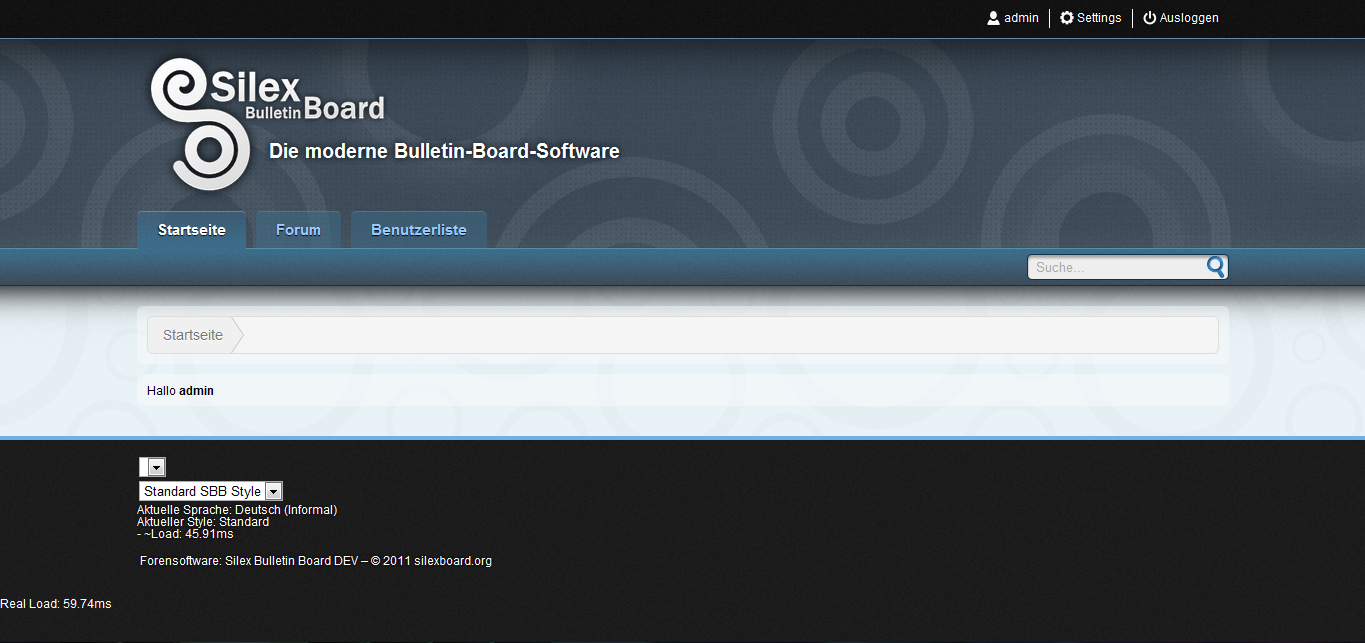 admin Settings Ausloggen
Silex
Bulletin Board
Die moderne Bulletin-Board-Software
Startseite Forum Benutzerliste
Suche...
Startseite
Hallo admin
Standard SBB Style
Aktuelle Sprache: Deutsch (Informal)
Aktueller Style: Standard
- ~Load: 45.91ms
Forensoftware: Silex Bulletin Board DEV – © 2011 silexboard.org
Real Load: 59.74ms